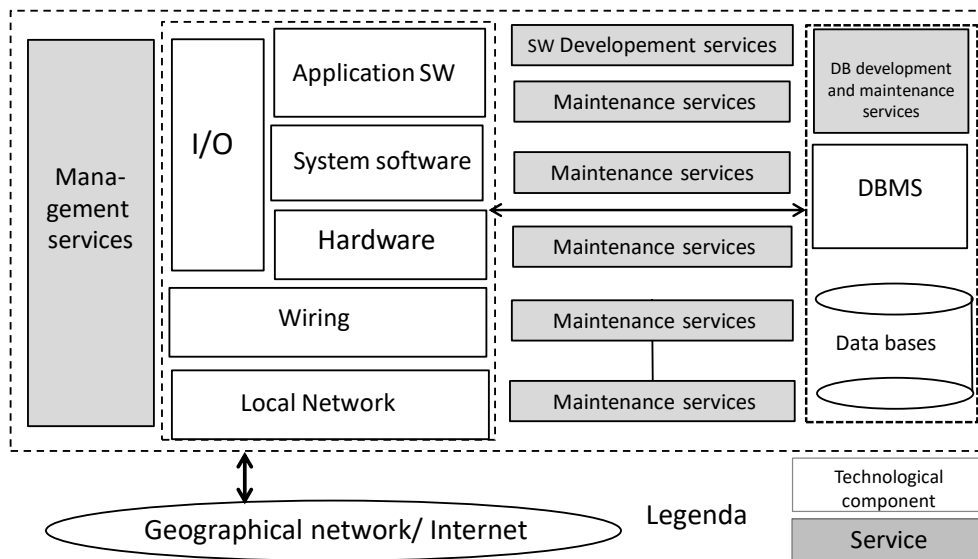 Mana-
gement
services
I/O
Application SW
System software
Hardware
Wiring
Local Network
SW Developement services
Maintenance services
Maintenance services
Maintenance services
Maintenance services
Maintenance services
DB development
and maintenance
services
DBMS
Data bases
Geographical network/ Internet
Legenda
Technological
component
Service